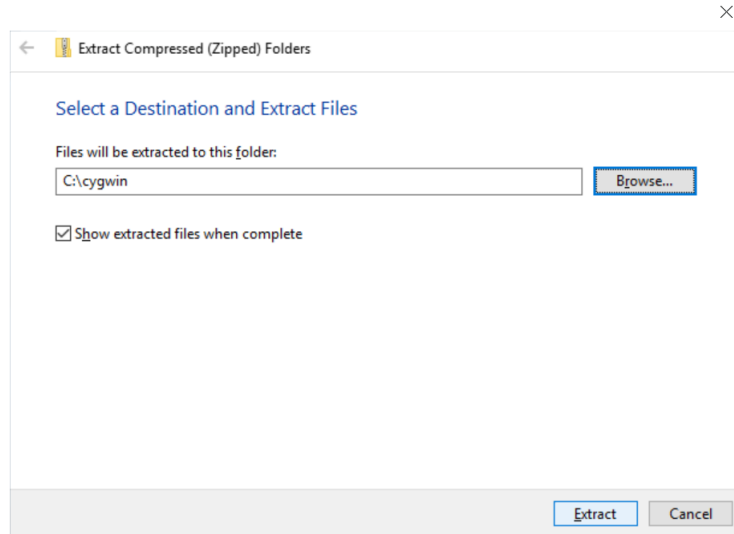 Extract Compressed (Zipped) Folders
Select a Destination and Extract Files
Files will be extracted to this folder:
C:\cygwin
Browse...
Show extracted files when complete
Extract
Cancel